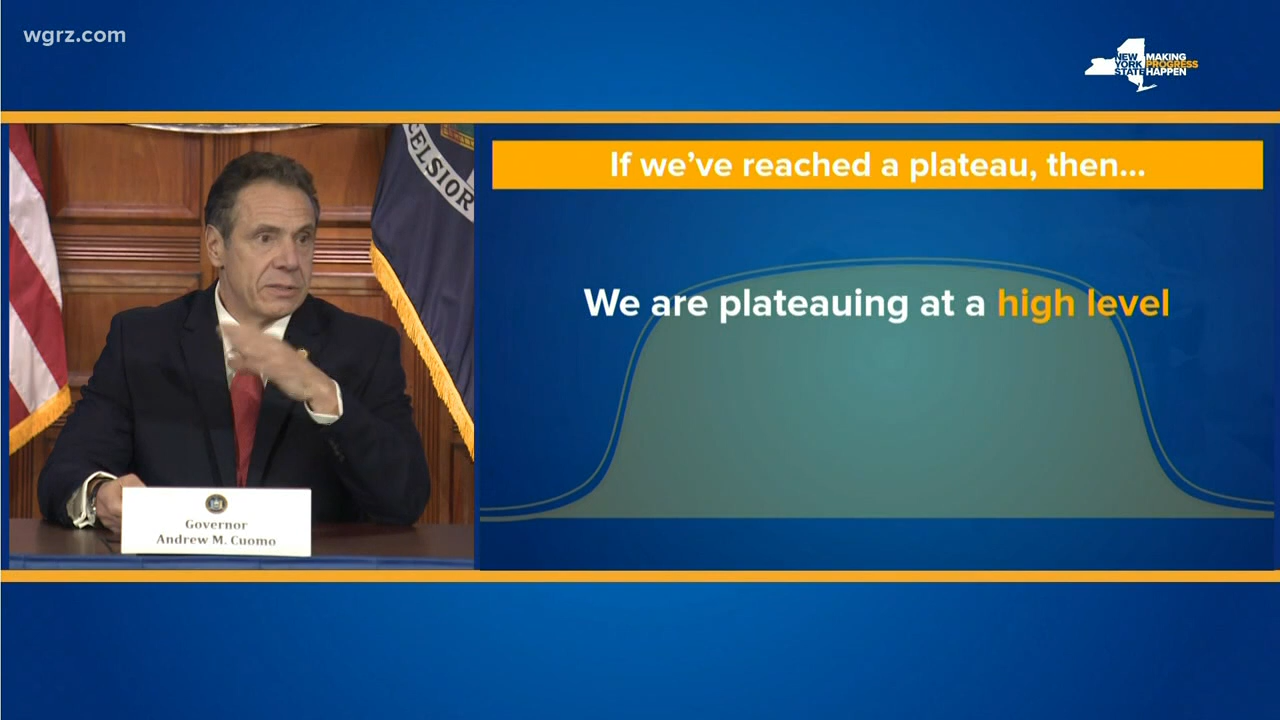 wgrz.com
NEW
YORK
STATE
MAKING
PROGRESS
HAPPEN
ELSIOR
If we've reached a plateau, then...
We are plateauing at a high level
Governor
Andrew M. Cuomo